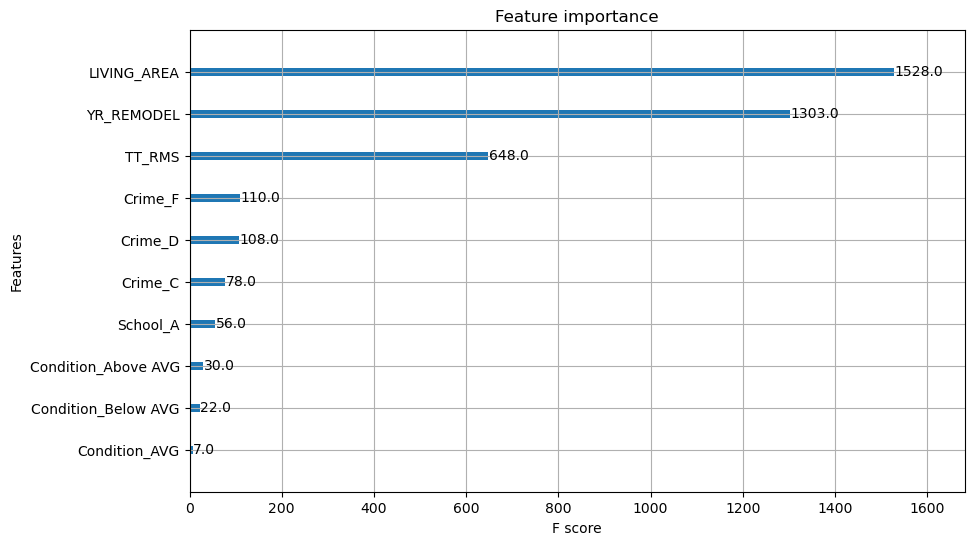 Feature importance
LIVING_AREA 1528.0
YR_REMODEL 1303.0
TT_RMS 648.0
Crime_F 110.0
Crime_D 108.0
Crime_C 78.0
School_A 56.0
Condition_Above AVG 30.0
Condition_Below AVG 22.0
Condition_AVG 7.0
Features
0 200 400 600 800 1000 1200 1400 1600
F score